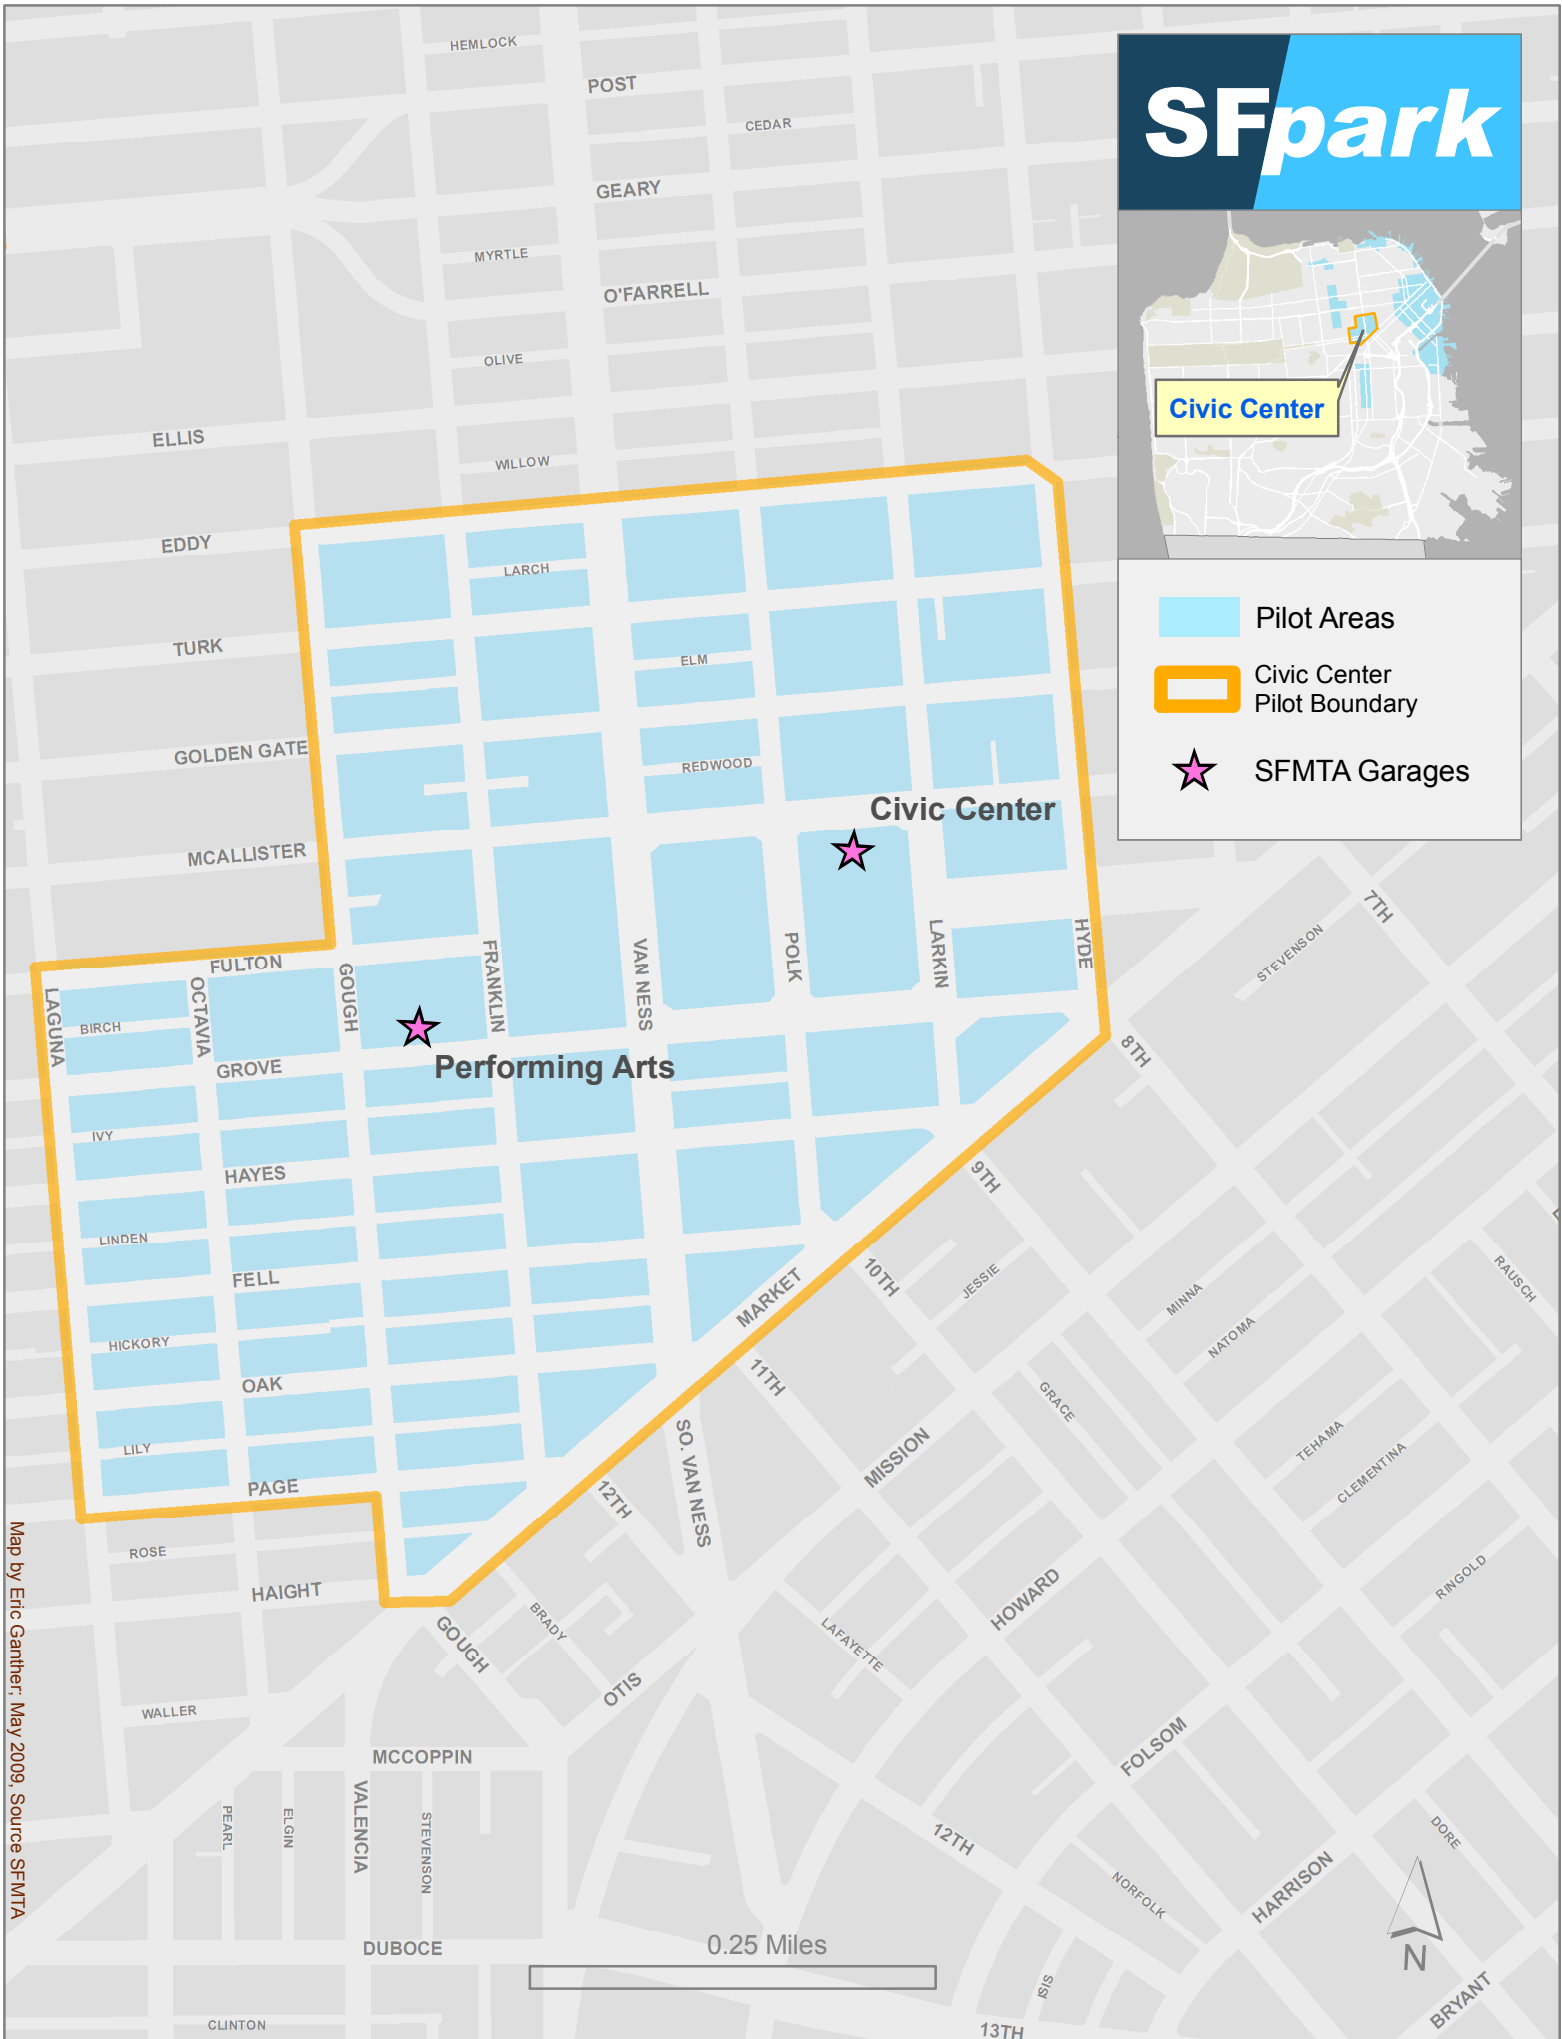 HEMLOCK
POST
CEDAR
GEARY
MYRTLE
O'FARRELL
OLIVE
ELLIS
WILLOW
EDDY
LARCH
TURK
ELM
GOLDEN GATE
REDWOOD
MCALLISTER
Civic Center
FULTON
LAGUNA
OCTAVIA
GOUGH
FRANKLIN
VAN NESS
POLK
LARKIN
HYDE
BIRCH
GROVE
Performing Arts
IVY
HAYES
LINDEN
FELL
HICKORY
OAK
LILY
PAGE
MARKET
ROSE
HAIGHT
7TH
STEVENSON
8TH
9TH
10TH
JESSIE
MINNA
NATOMA
RAUSCH
11TH
GRACE
MISSION
TEHAMA
CLEMENTINA
SO. VAN NESS
12TH
RINGOLD
HOWARD
LAFAYETTE
BRADY
GOUGH
OTIS
WALLER
MCCOPPIN
FOLSOM
PEARL
ELGIN
VALENCIA
STEVENSON
12TH
DORE
NORFOLK
HARRISON
DUBOCE
ISIS
BRYANT
CLINTON
13TH
0.25 Miles
N
SFpark
Civic Center
Pilot Areas
Civic Center
Pilot Boundary
SFMTA Garages
Map by Eric Ganther; May 2009, Source SFMTA